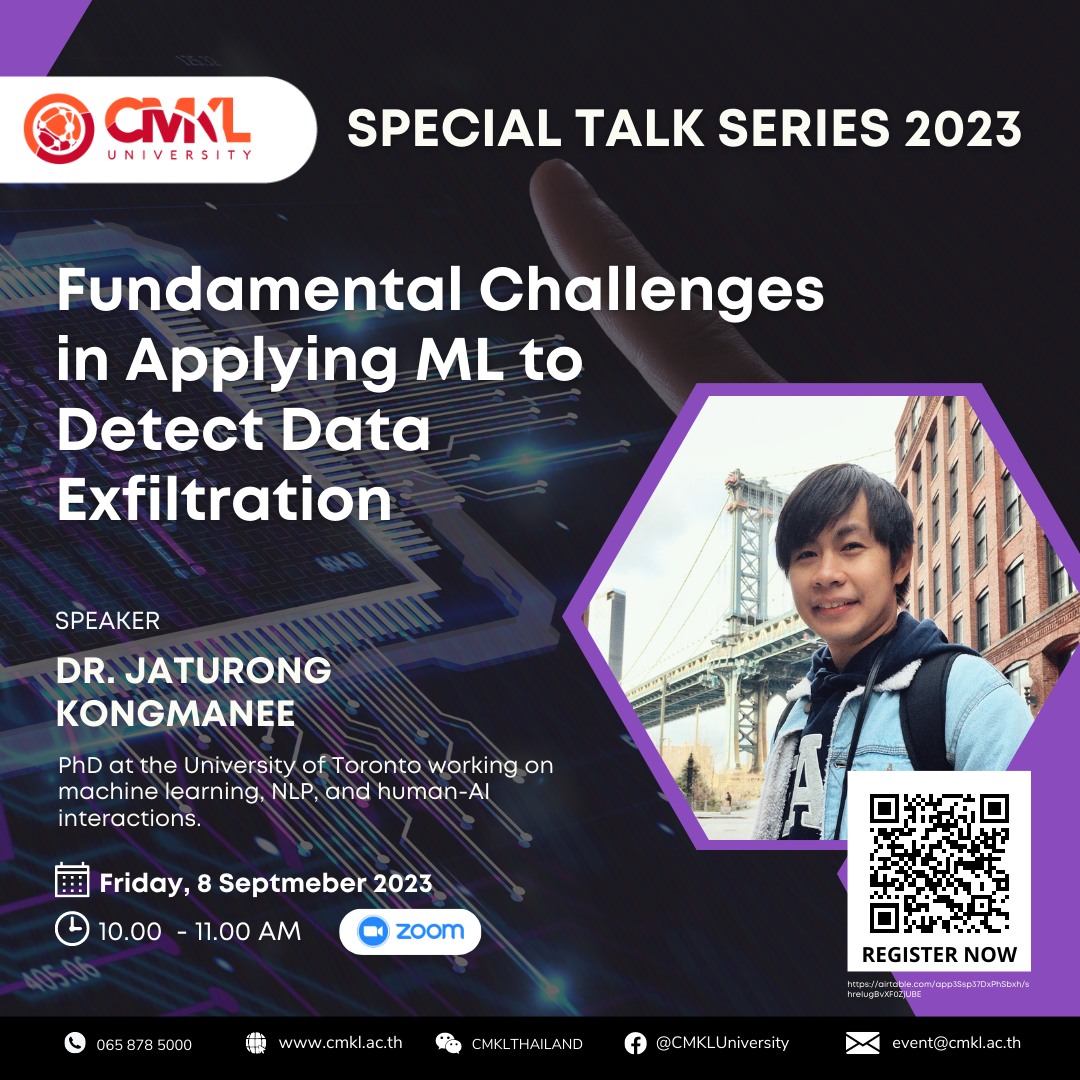 CMKL
UNIVERSITY
SPECIAL TALK SERIES 2023
Fundamental Challenges
in Applying ML to
Detect Data
Exfiltration
SPEAKER
DR. JATURONG
KONGMANEE
PhD at the University of Toronto working on
machine learning, NLP, and human-AI
interactions.
Friday, 8 Septmeber 2023
10.00 - 11.00 AM
zoom
A
REGISTER NOW
https://airtable.com/app3Ssp37DxPhSbxh/s
hreIugBvXF0ZjUBE
405.06
065 878 5000
www.cmkl.ac.th
CMKLTHAILAND
@CMKLUniversity
event@cmkl.ac.th